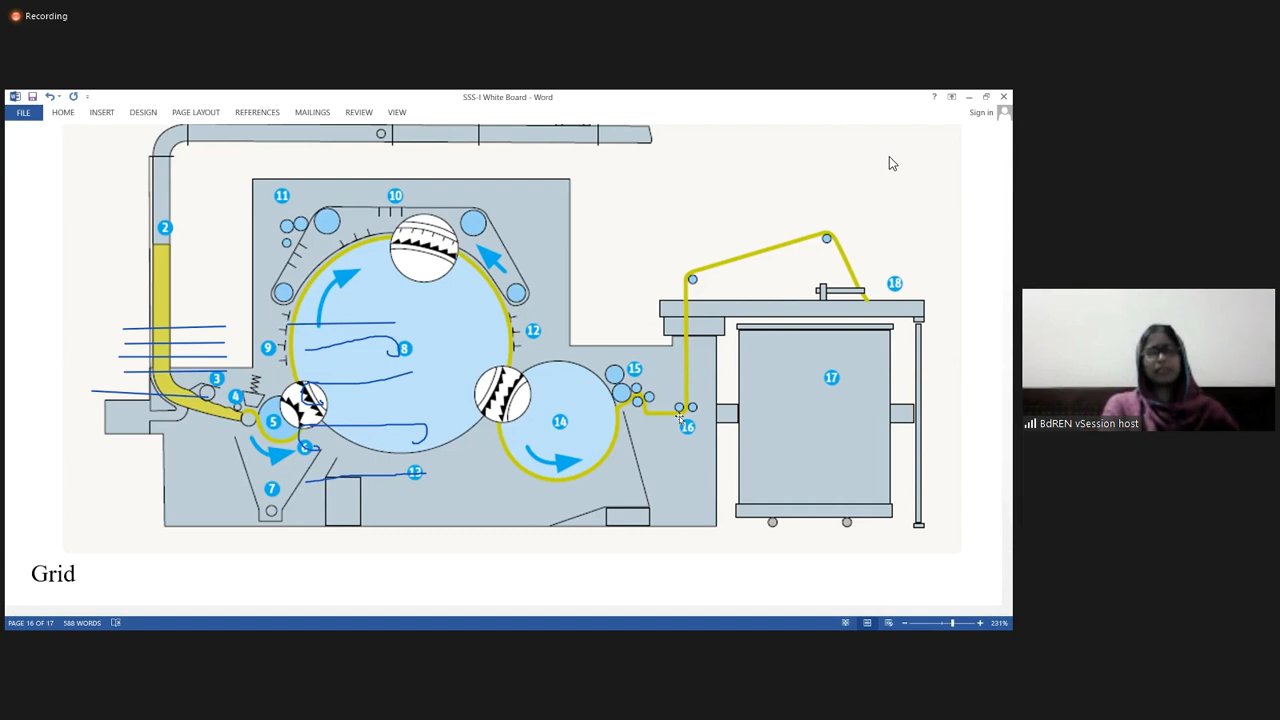 Recording
SSS-I White Board - Word
?
FILE HOME INSERT DESIGN PAGE LAYOUT REFERENCES MAILINGS REVIEW VIEW
Sign in
11
10
2
18
12
9
8
3
15
17
4
5
14
16
6
13
7
BdREN vSession host
Grid
PAGE 16 OF 17 588 WORDS
231%